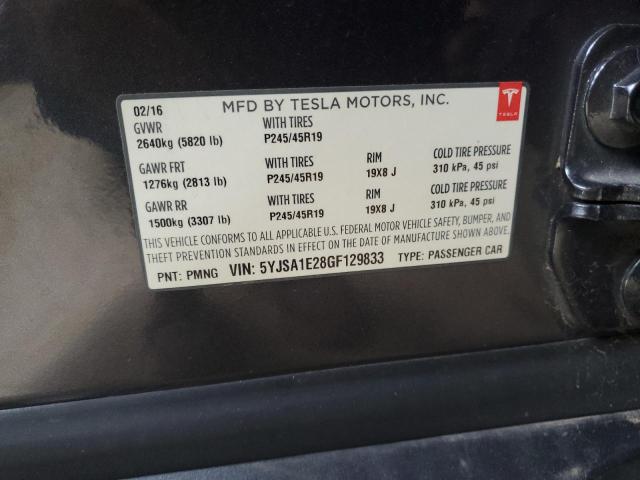 02/16 MFD BY TESLA MOTORS, INC.
GVWR WITH TIRES
2640kg (5820 lb) P245/45R19
GAWR FRT WITH TIRES RIM COLD TIRE PRESSURE
1276kg (2813 lb) P245/45R19 19X8 J 310 kPa, 45 psi
GAWR RR WITH TIRES RIM COLD TIRE PRESSURE
1500kg (3307 lb) P245/45R19 19X8 J 310 kPa, 45 psi
THIS VEHICLE CONFORMS TO ALL APPLICABLE U.S. FEDERAL MOTOR VEHICLE SAFETY, BUMPER, AND
THEFT PREVENTION STANDARDS IN EFFECT ON THE DATE OF MANUFACTURE SHOWN ABOVE.
PNT: PMNG VIN: 5YJSA1E28GF129833 TYPE: PASSENGER CAR
TESLA